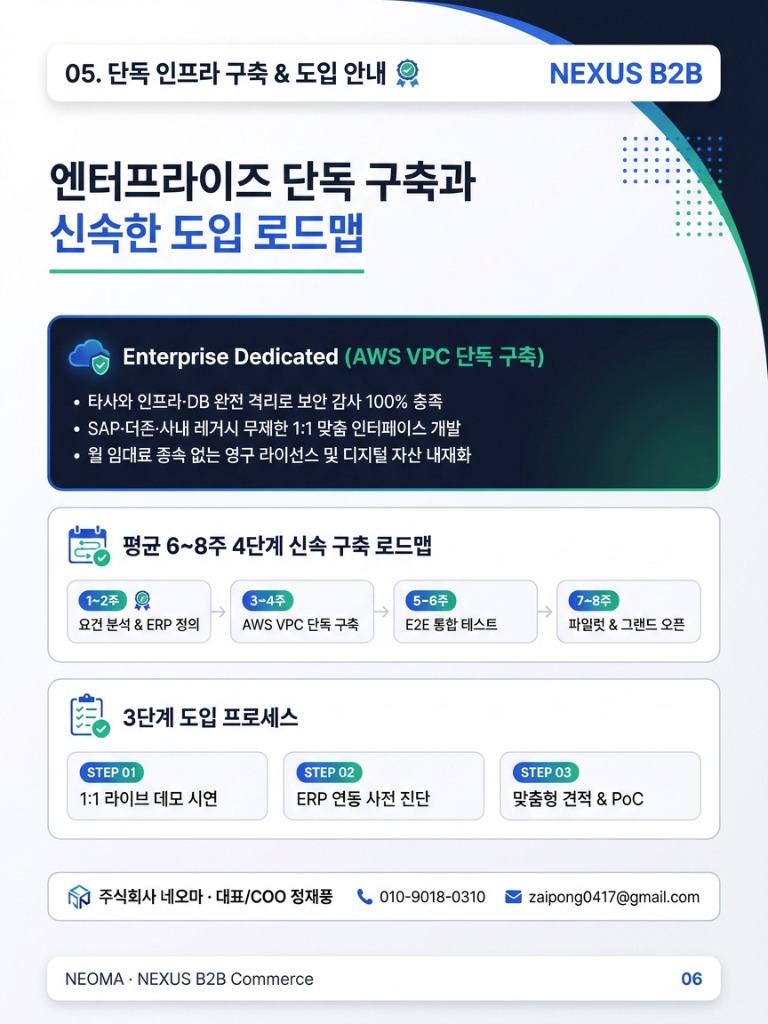 05. 단독 인프라 구축 & 도입 안내
NEXUS B2B
엔터프라이즈 단독 구축과
신속한 도입 로드맵
Enterprise Dedicated (AWS VPC 단독 구축)
• 타사와 인프라·DB 완전 격리로 보안 감사 100% 충족
• SAP·더존·사내 레거시 무제한 1:1 맞춤 인터페이스 개발
• 월 임대료 종속 없는 영구 라이선스 및 디지털 자산 내재화
평균 6~8주 4단계 신속 구축 로드맵
1~2주
요건 분석 & ERP 정의
3~4주
AWS VPC 단독 구축
5-6주
E2E 통합 테스트
7~8주
파일럿 & 그랜드 오픈
3단계 도입 프로세스
STEP 01
1:1 라이브 데모 시연
STEP 02
ERP 연동 사전 진단
STEP 03
맞춤형 견적 & PoC
주식회사 네오마 · 대표/COO 정재풍
010-9018-0310
zaipong0417@gmail.com
NEOMA · NEXUS B2B Commerce
06